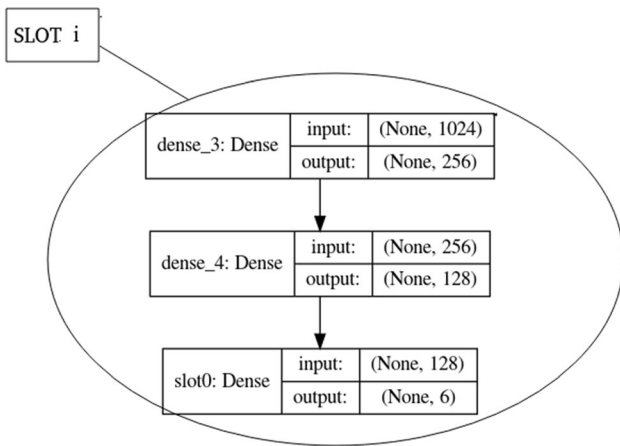 SLOT i
dense_3: Dense
input: (None, 1024)
output: (None, 256)
dense_4: Dense
input: (None, 256)
output: (None, 128)
slot0: Dense
input: (None, 128)
output: (None, 6)